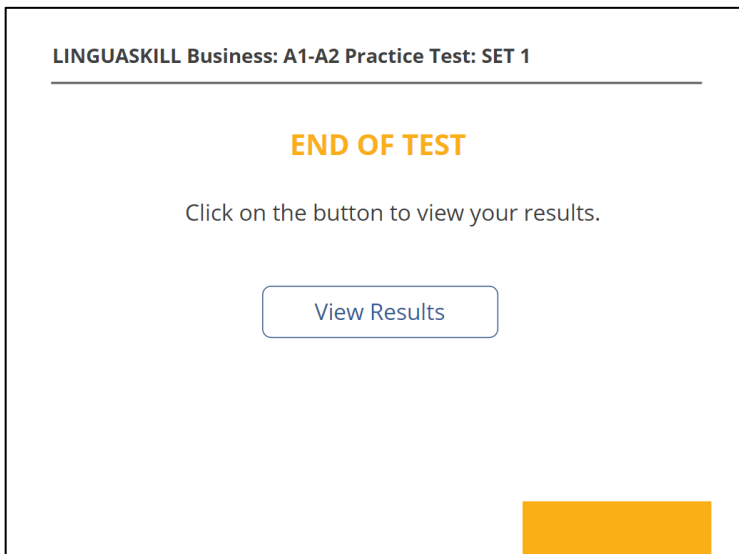 LINGUASKILL Business: A1-A2 Practice Test: SET 1
END OF TEST
Click on the button to view your results.
View Results